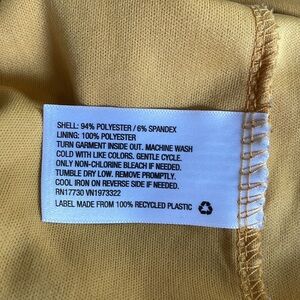 SHELL: 94% POLYESTER / 6% SPANDEX
LINING: 100% POLYESTER
TURN GARMENT INSIDE OUT. MACHINE WASH
COLD WITH LIKE COLORS. GENTLE CYCLE.
ONLY NON-CHLORINE BLEACH IF NEEDED.
TUMBLE DRY LOW. REMOVE PROMPTLY.
COOL IRON ON REVERSE SIDE IF NEEDED.
RN17730 VN1973322
LABEL MADE FROM 100% RECYCLED PLASTIC